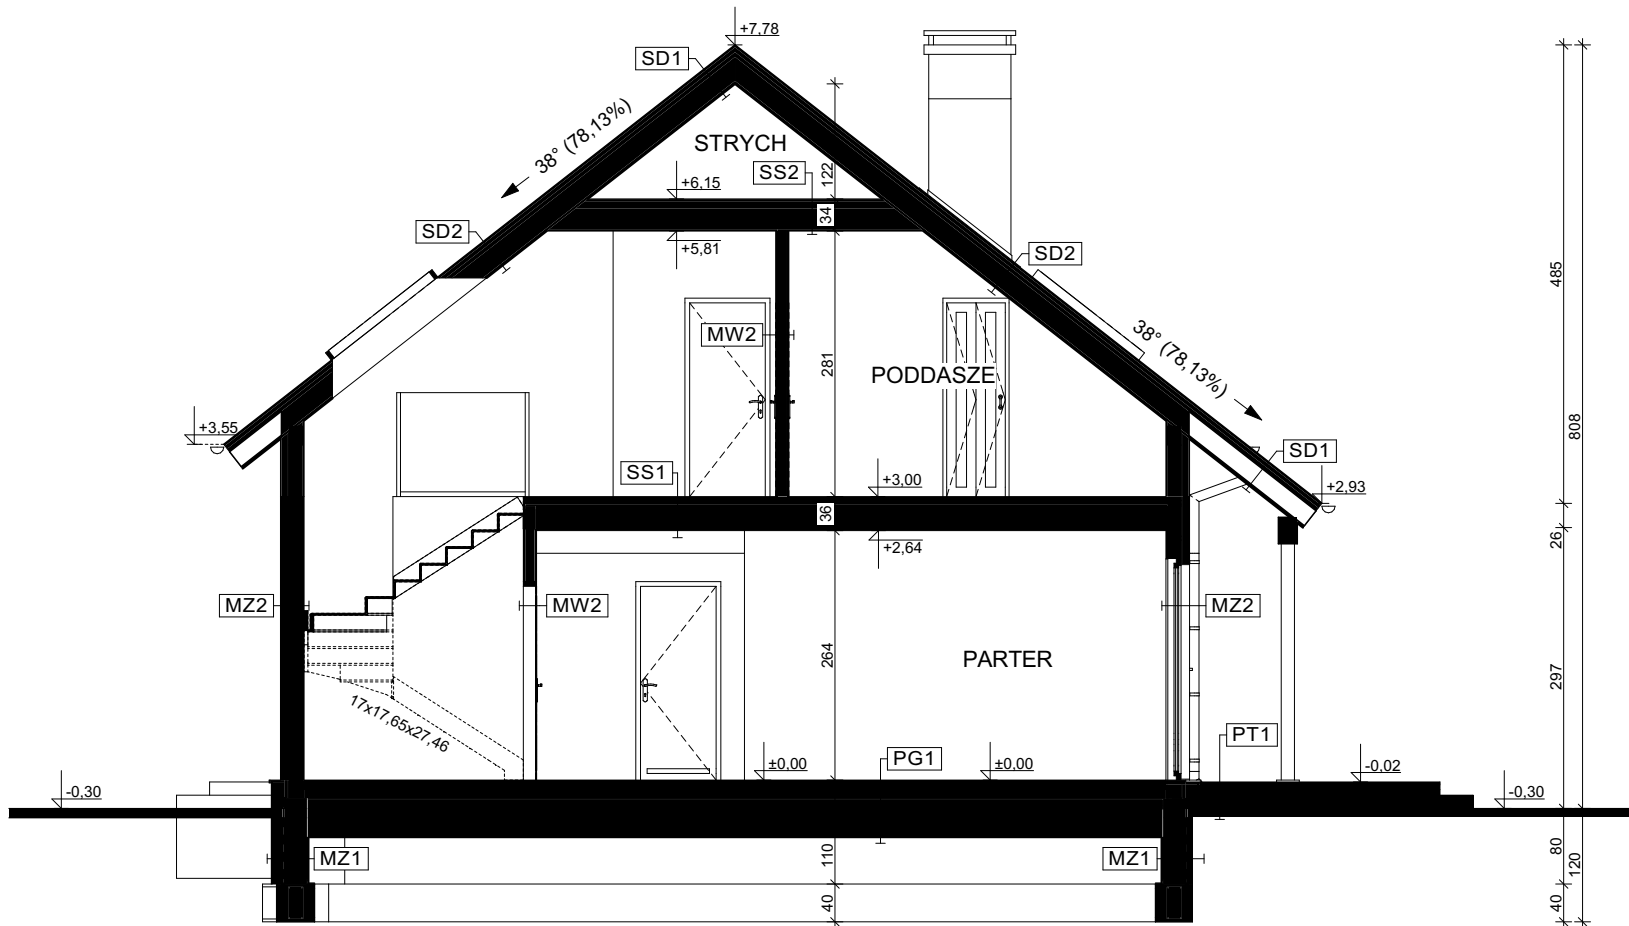 +7,78
SD1
38° (78,13%)
STRYCH
SS2
122
+6,15
34
SD2
+5,81
SD2
485
MW2
38° (78,13%)
281
PODDASZE
+3,55
808
SD1
SS1
+3,00
+2,93
36
26
+2,64
MZ2
MW2
MZ2
264
PARTER
297
17x17,65x27,46
PT1
PG1
±0,00
±0,00
-0,02
-0,30
-0,30
MZ1
110
MZ1
80
120
40
40